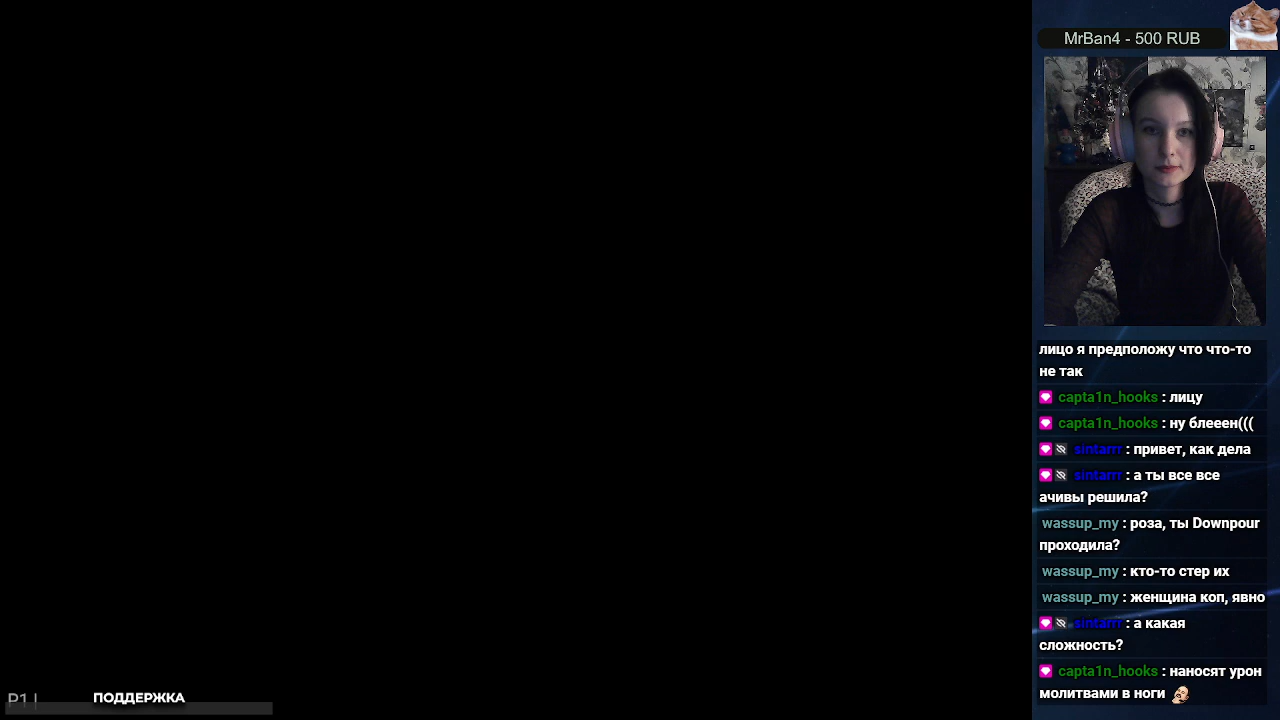 MrBan4 - 500 RUB
лицо я предположу что что-то
не так
capta1n_hooks : лицу
capta1n_hooks : ну блееен(((
sintarrr : привет, как дела
sintarrr : а ты все все
ачивы решила?
wassup_my : роза, ты Downpour
проходила?
wassup_my : кто-то стер их
wassup_my : женщина коп, явно
sintarrr : а какая
сложность?
capta1n_hooks : наносят урон
молитвами в ноги
P1 |
ПОДДЕРЖКА